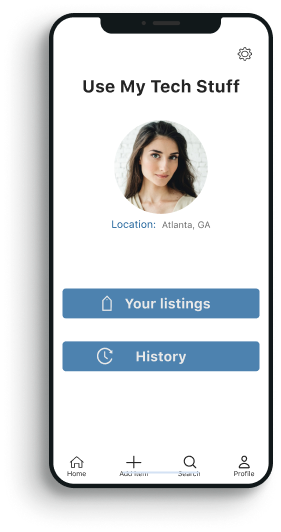 Use My Tech Stuff
Location: Atlanta, GA
Your listings
History
Home Add Item Search Profile